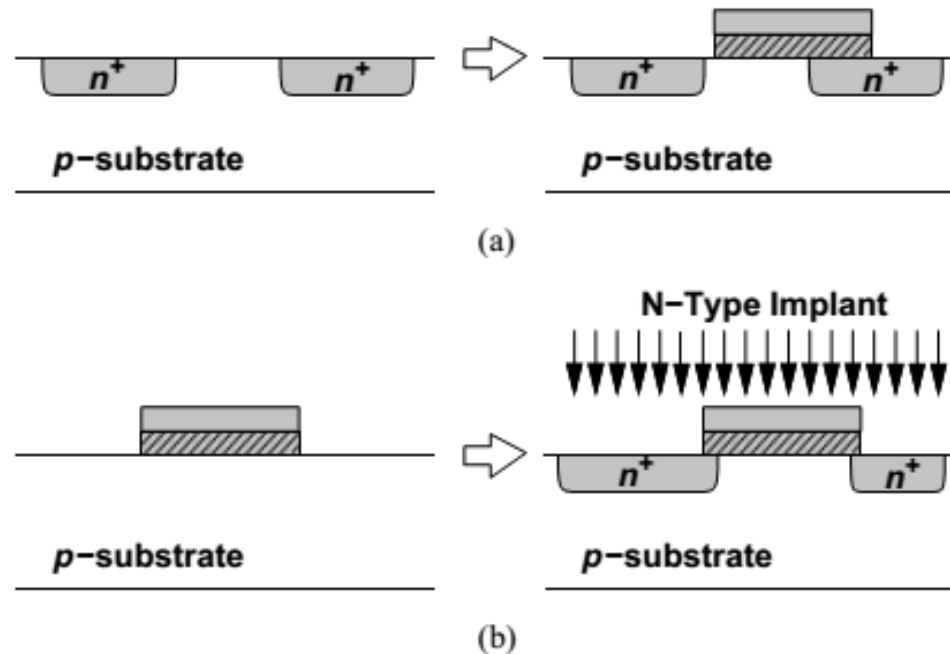 n+ n+ n+ n+
p−substrate p−substrate
(a)
N−Type Implant
n+ n+
p−substrate p−substrate
(b)